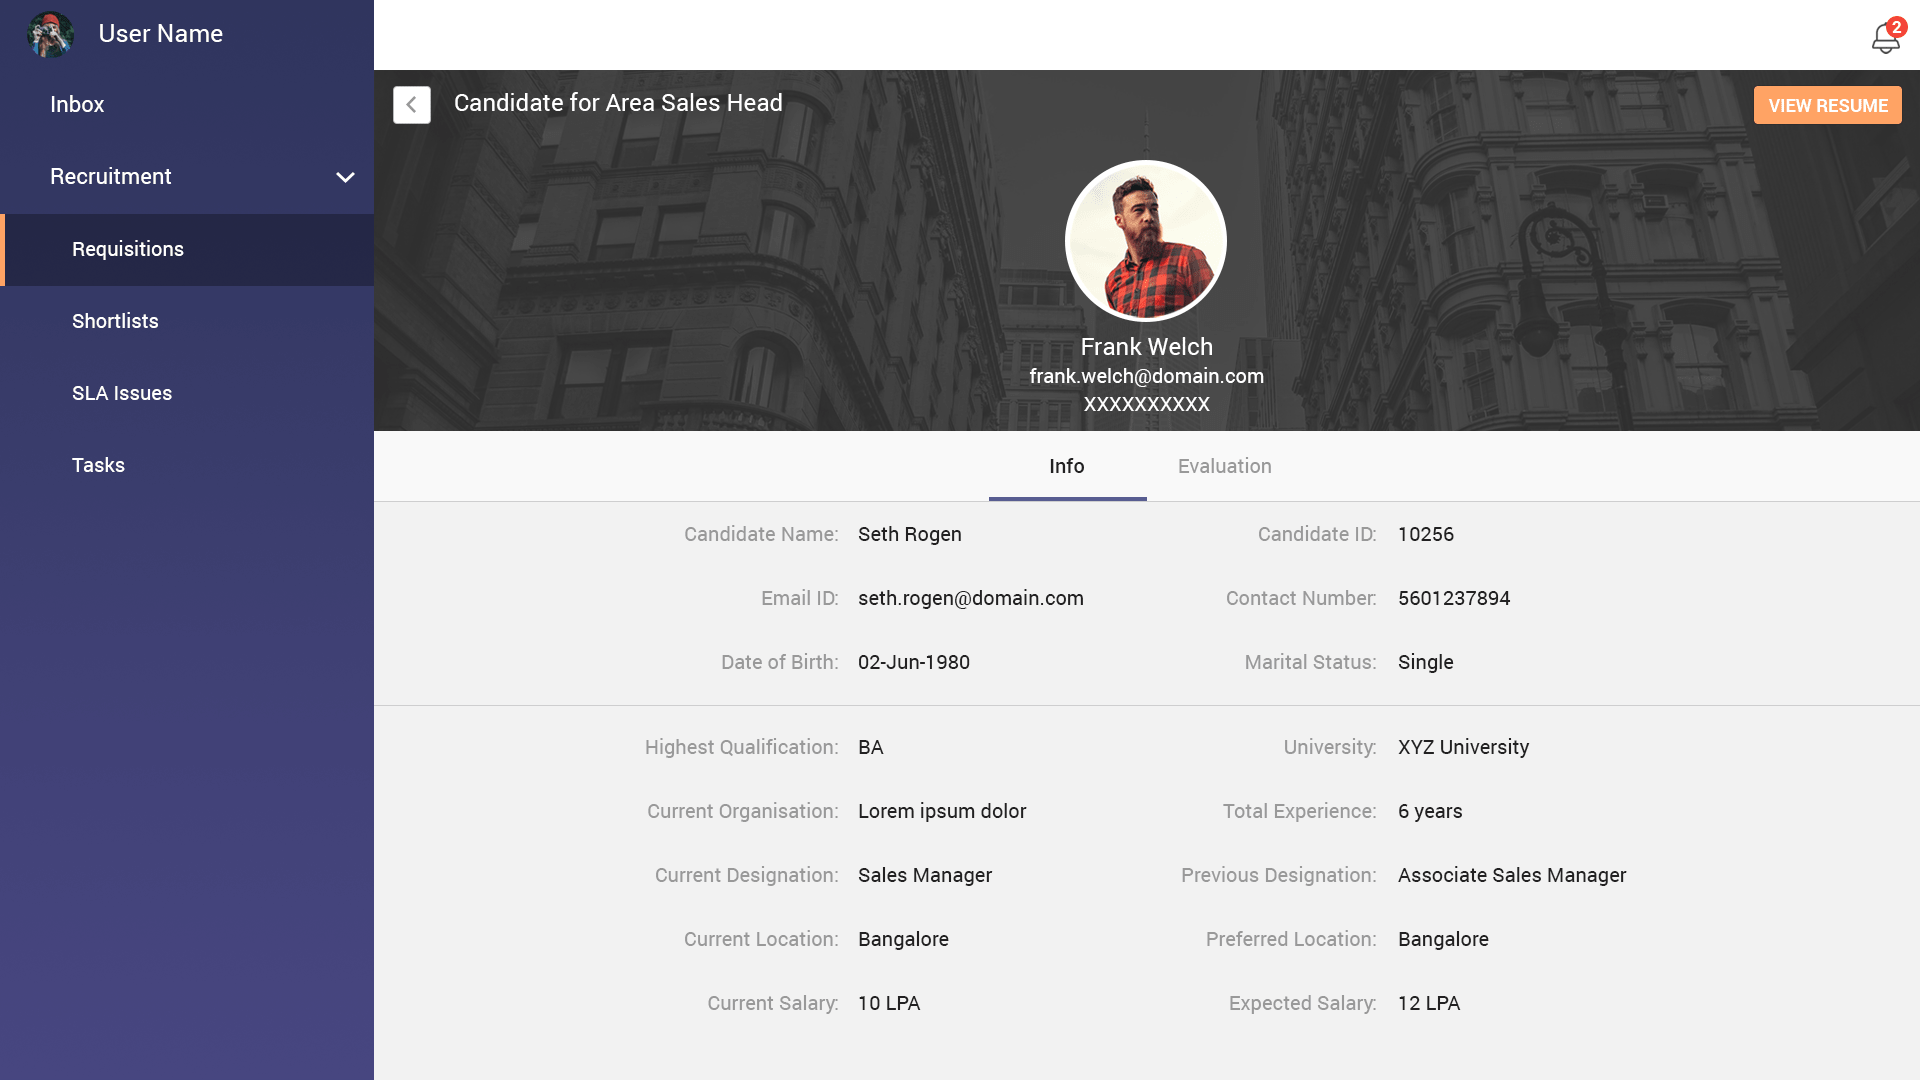 User Name
Inbox
Recruitment
Requisitions
Shortlists
SLA Issues
Tasks
2
Candidate for Area Sales Head
VIEW RESUME
Frank Welch
frank.welch@domain.com
XXXXXXXXXX
Info
Evaluation
Candidate Name: Seth Rogen
Candidate ID: 10256
Email ID: seth.rogen@domain.com
Contact Number: 5601237894
Date of Birth: 02-Jun-1980
Marital Status: Single
Highest Qualification: BA
University: XYZ University
Current Organisation: Lorem ipsum dolor
Total Experience: 6 years
Current Designation: Sales Manager
Previous Designation: Associate Sales Manager
Current Location: Bangalore
Preferred Location: Bangalore
Current Salary: 10 LPA
Expected Salary: 12 LPA